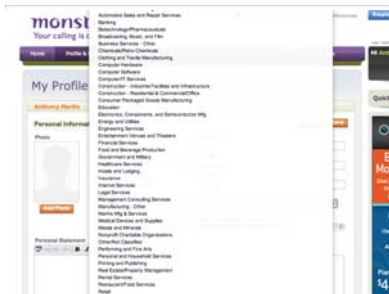 monst
Your calling is c
Home
Profile &
My Profile
Anthony Martin
Personal Informat
Photo
Add Photo
Personal Statement
Automotive Sales and Repair Services
Banking
Biotechnology/Pharmaceuticals
Broadcasting, Music, and Film
Business Services - Other
Chemicals/Petro-Chemicals
Clothing and Textile Manufacturing
Computer Hardware
Computer Software
Computer/IT Services
Construction - Industrial Facilities and Infrastructure
Construction - Residential & Commercial/Office
Consumer Packaged Goods Manufacturing
Education
Electronics, Components, and Semiconductor Mfg
Energy and Utilities
Engineering Services
Entertainment Venues and Theaters
Financial Services
Food and Beverage Production
Government and Military
Healthcare Services
Hotels and Lodging
Insurance
Internet Services
Legal Services
Management Consulting Services
Manufacturing - Other
Marine Mfg & Services
Medical Devices and Supplies
Metals and Minerals
Nonprofit Charitable Organizations
Other/Not Classified
Performing and Fine Arts
Personal and Household Services
Printing and Publishing
Real Estate/Property Management
Rental Services
Restaurant/Food Services
Retail
Emplo
Quick